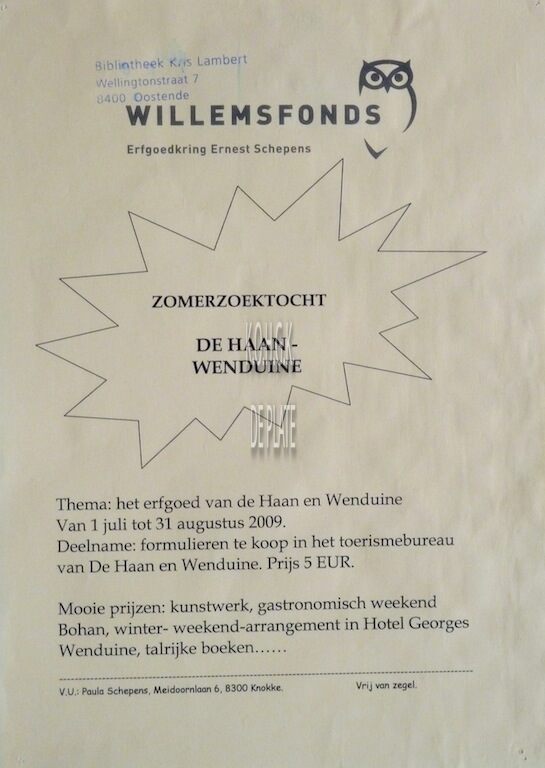 Bibliotheek Kris Lambert
Wellingtonstraat 7
8400 Oostende
WILLEMSFONDS
Erfgoedkring Ernest Schepens
ZOMERZOEKTOCHT
DE HAAN -
WENDUINE
KOHGK
DE PLATE
Thema: het erfgoed van de Haan en Wenduine
Van 1 juli tot 31 augustus 2009.
Deelname: formulieren te koop in het toerismebureau
van De Haan en Wenduine. Prijs 5 EUR.
Mooie prijzen: kunstwerk, gastronomisch weekend
Bohan, winter- weekend-arrangement in Hotel Georges
Wenduine, talrijke boeken......
V.U.: Paula Schepens, Meidoornlaan 6, 8300 Knokke. Vrij van zegel.